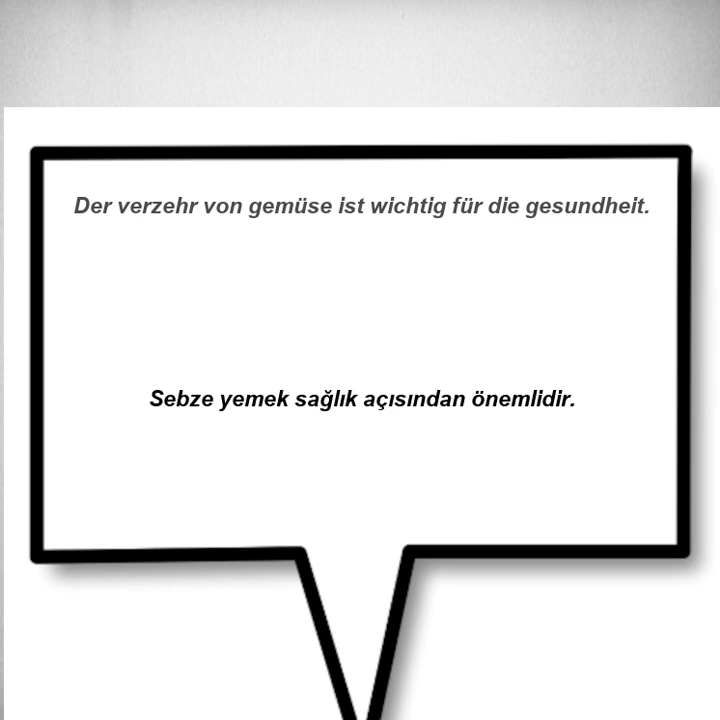 Der verzehr von gemüse ist wichtig für die gesundheit.
Sebze yemek sağlık açısından önemlidir.